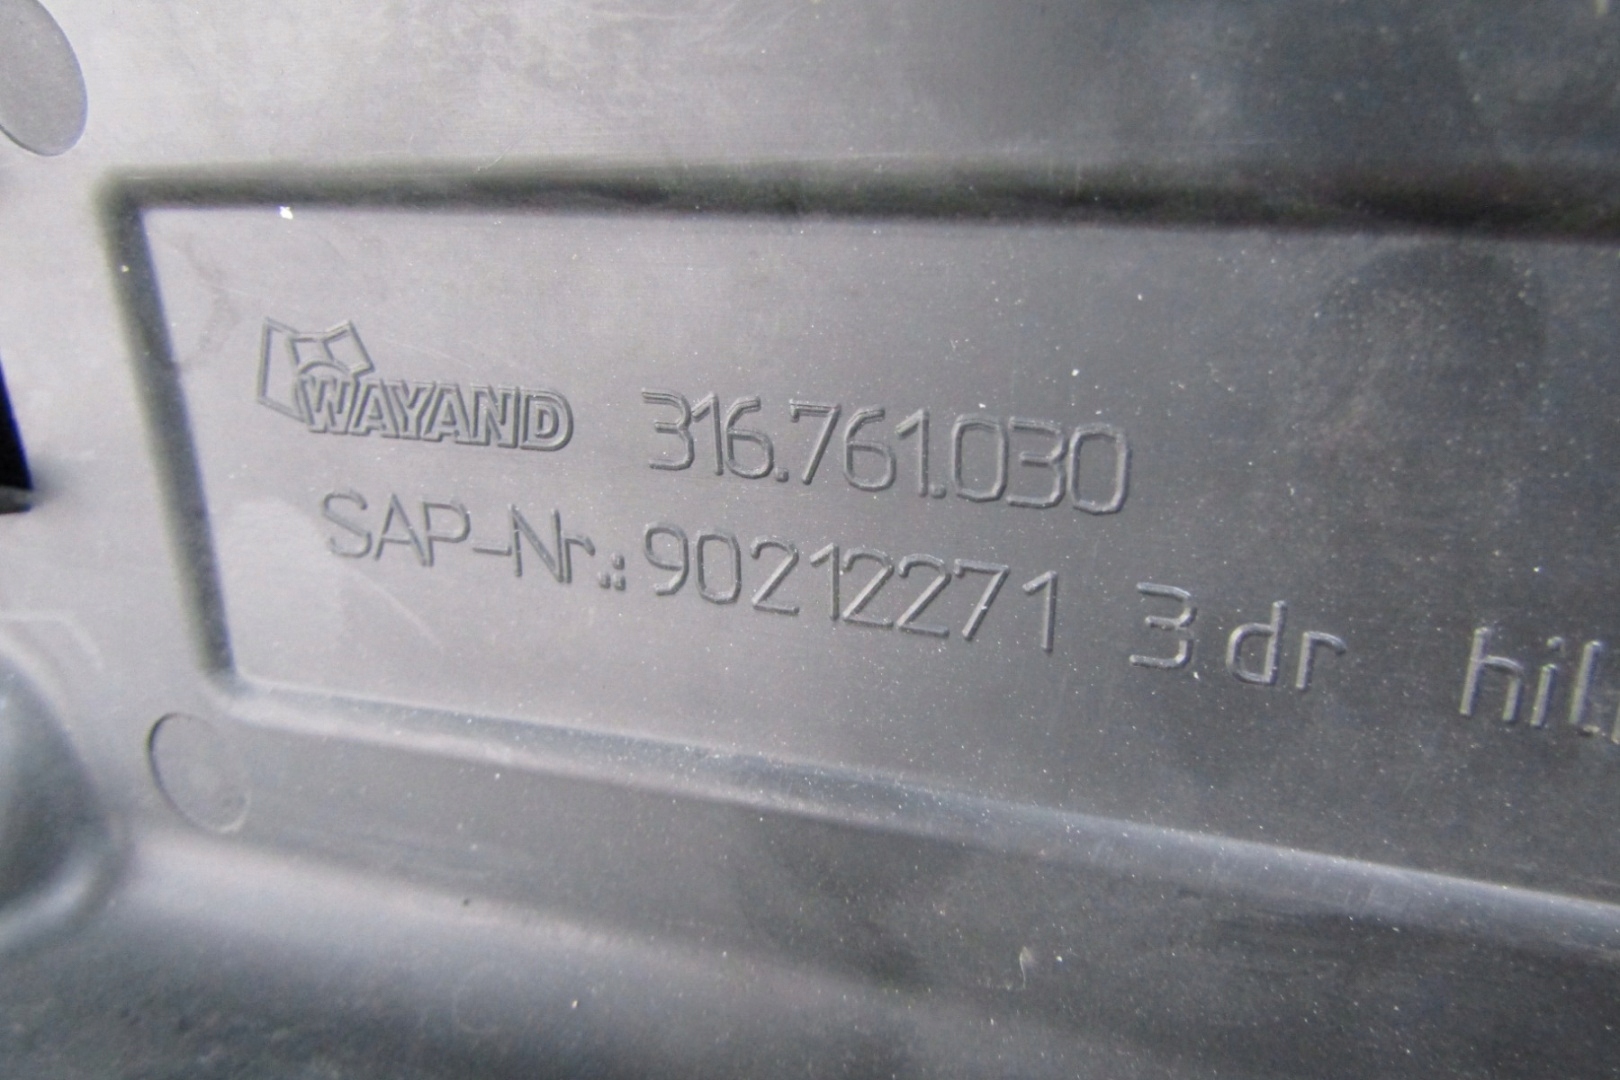 WAYAND 316.761.030
SAP-Nr.: 90212271 3 dr